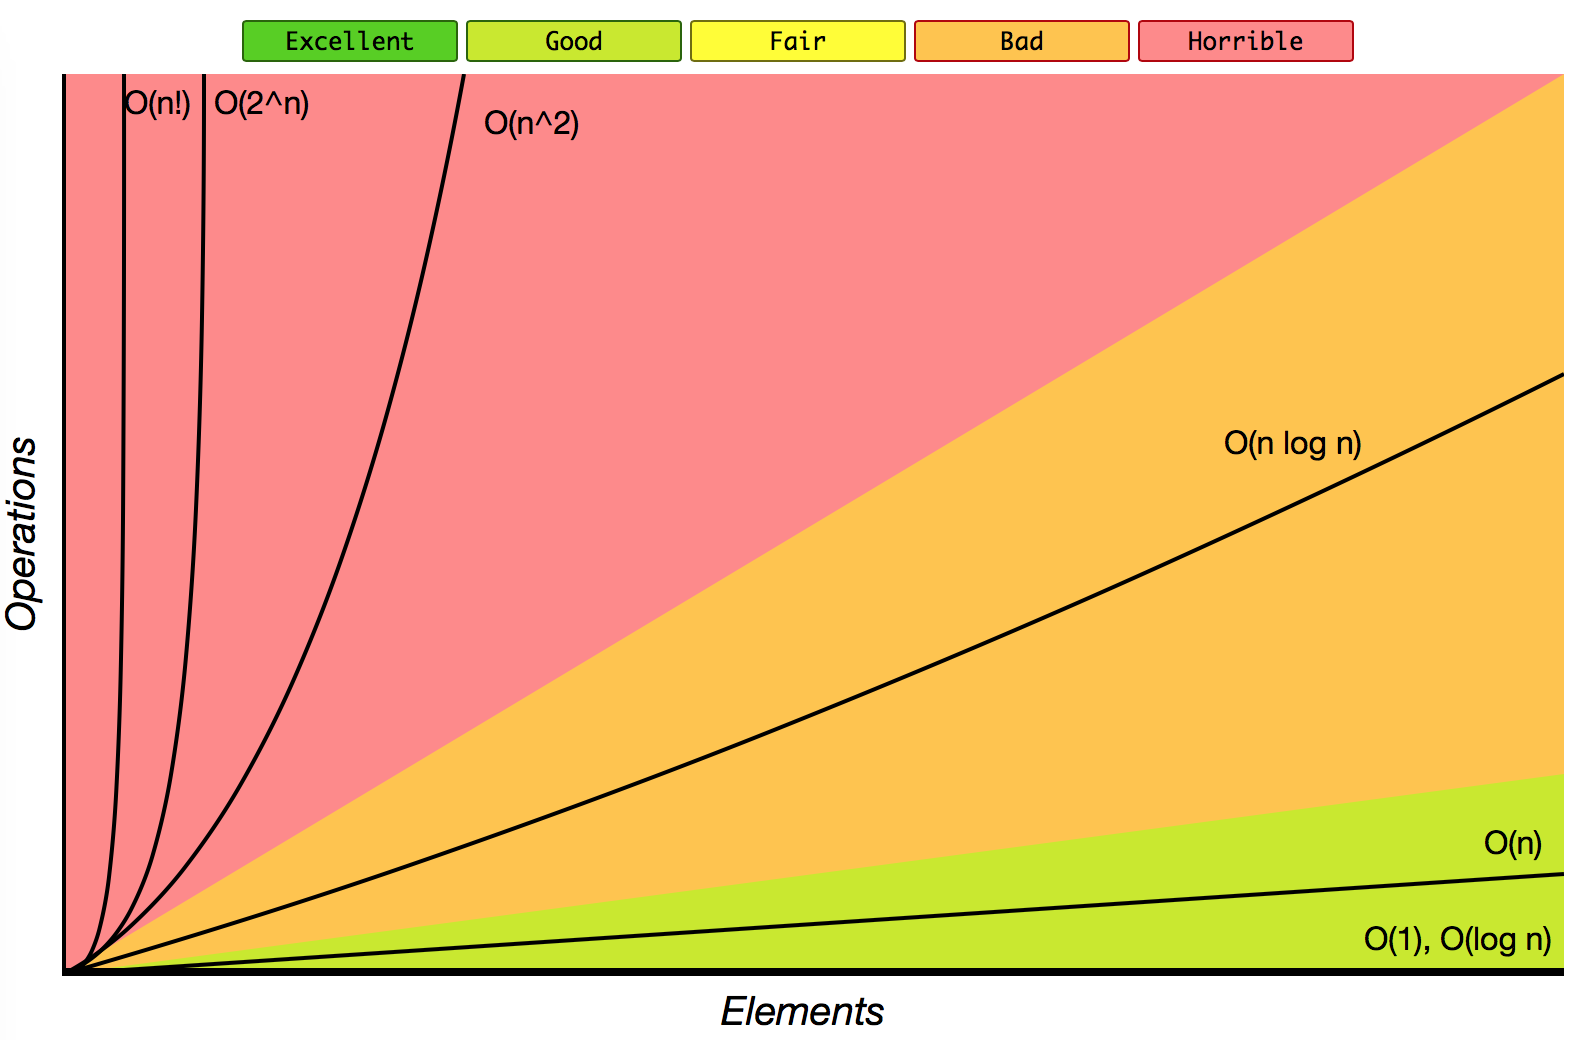 Excellent Good Fair Bad Horrible
O(n!) O(2^n)
O(n^2)
O(n log n)
Operations
O(n)
O(1), O(log n)
Elements